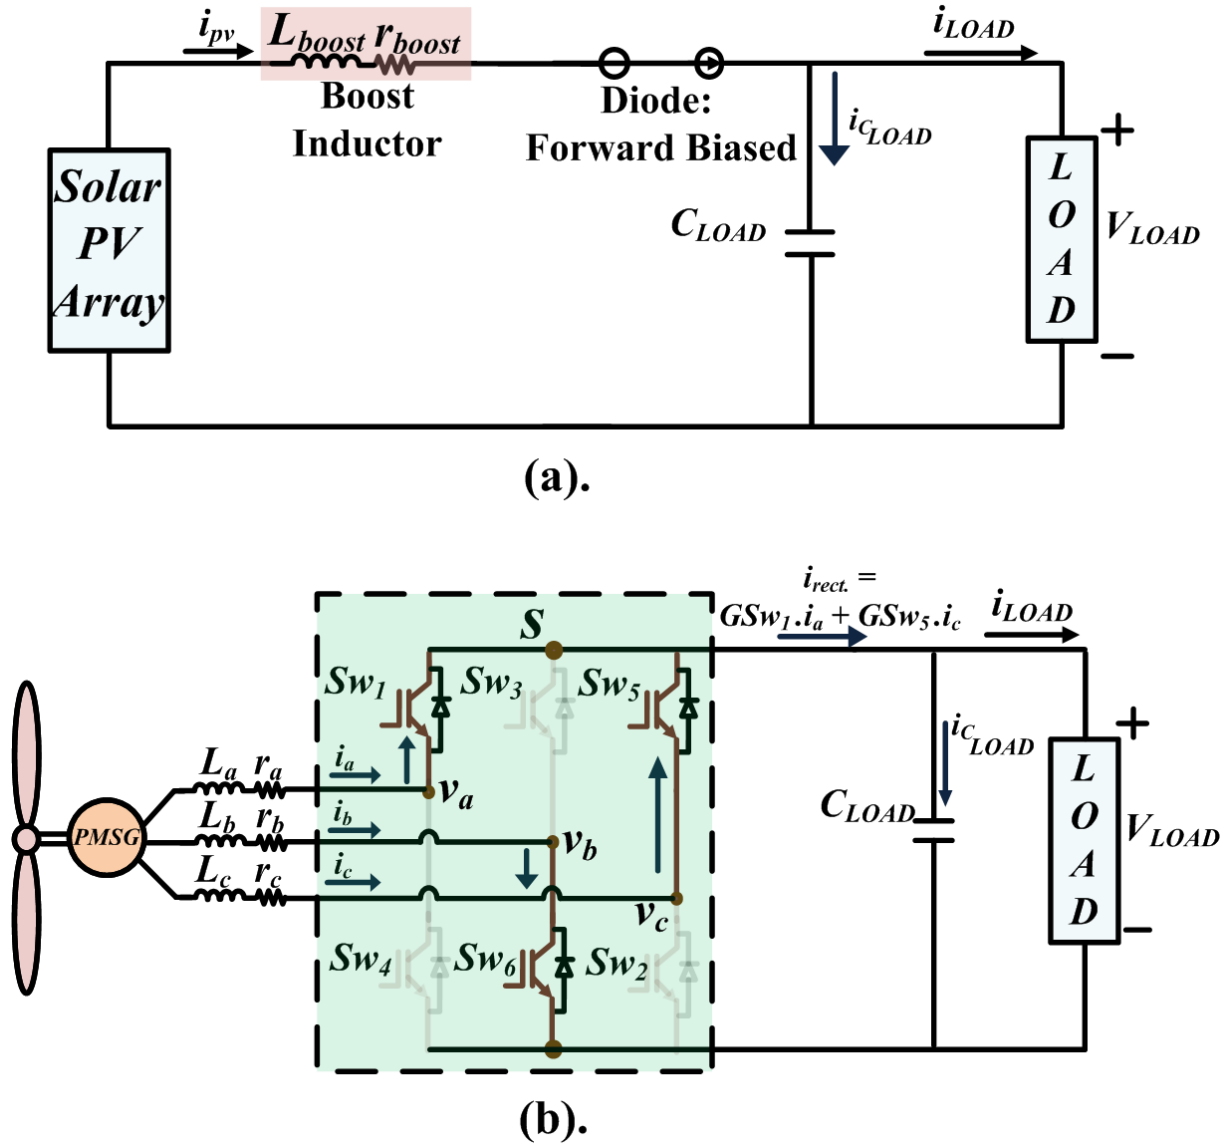 i_pv
L_boost r_boost
Boost
Inductor
Diode:
Forward Biased
i_LOAD
i_C_LOAD
C_LOAD
Solar
PV
Array
L
O
A
D
+
V_LOAD
−
(a).
i_rect. =
GSw_1.i_a + GSw_5.i_c
i_LOAD
S
Sw_1
Sw_3
Sw_5
L_a r_a
i_a
v_a
L_b r_b
i_b
v_b
L_c r_c
i_c
v_c
PMSG
Sw_4
Sw_6
Sw_2
i_C_LOAD
C_LOAD
L
O
A
D
+
V_LOAD
−
(b).